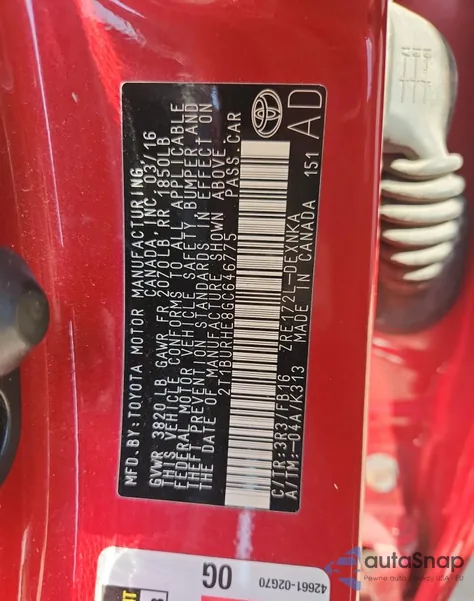 MFD. BY: TOYOTA MOTOR MANUFACTURING
CANADA, INC. 03/16
GVWR 3820 LB GAWR FR 2070LB RR 1850LB
THIS VEHICLE CONFORMS TO ALL APPLICABLE
FEDERAL MOTOR VEHICLE SAFETY BUMPER AND
THEFT PREVENTION STANDARDS IN EFFECT ON
THE DATE OF MANUFACTURE SHOWN ABOVE
2T1BURHE8GC646775 PASS. CAR
C/TR:3R3/FB16 ZRE172L-DEXNKA
A/TM:-04A/K313 MADE IN CANADA 151
AD
42661-02G70
0G
autoSnap